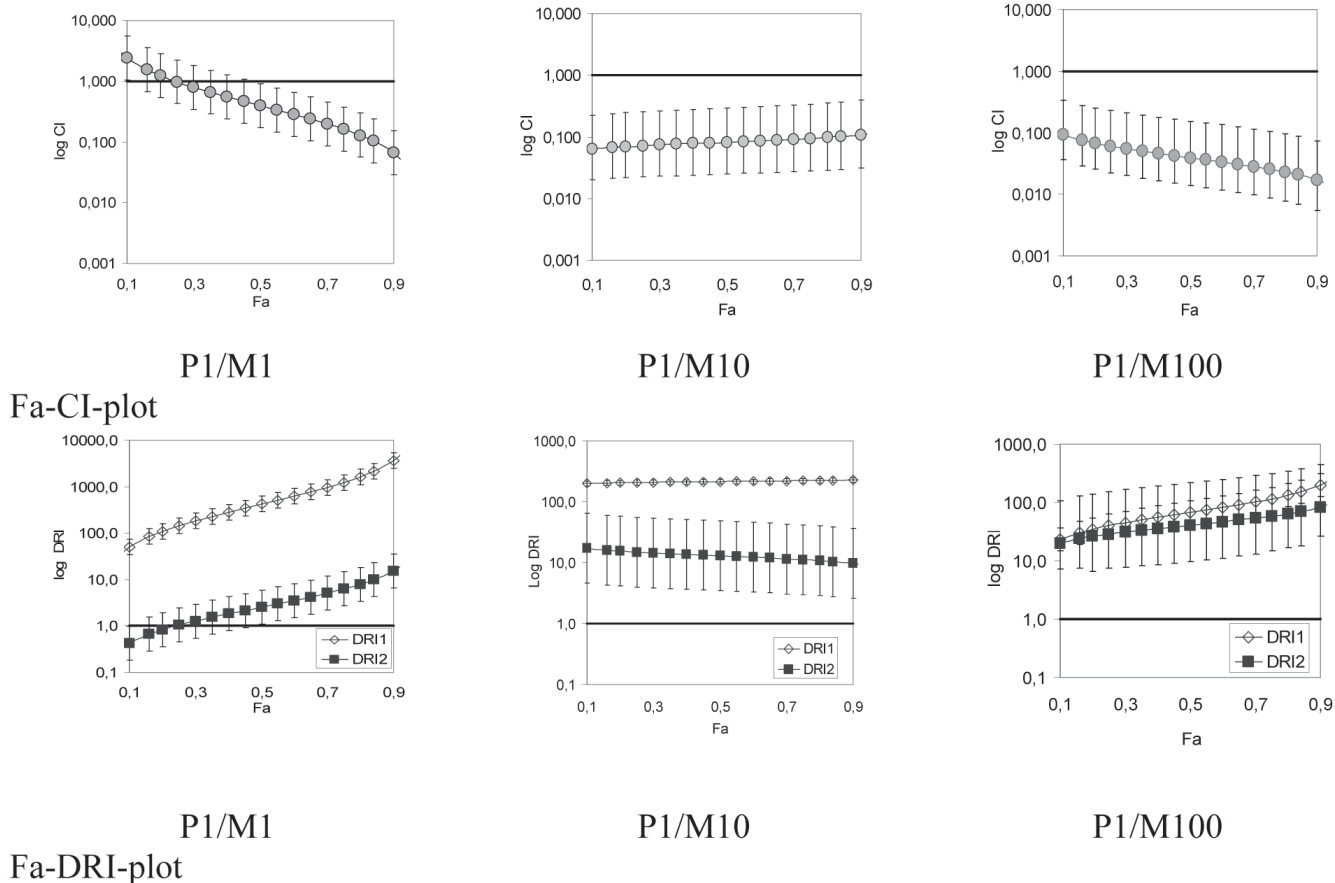 10,000
1,000
0,100
0,010
0,001
log CI
0,1 0,3 0,5 0,7 0,9
Fa
10,000
1,000
0,100
0,010
0,001
log CI
0,1 0,3 0,5 0,7 0,9
Fa
10,000
1,000
0,100
0,010
0,001
log CI
0,1 0,3 0,5 0,7 0,9
Fa
P1/M1 P1/M10 P1/M100
Fa-CI-plot
10000,0
1000,0
100,0
10,0
1,0
0,1
log DRI
DRI1
DRI2
0,1 0,3 0,5 0,7 0,9
Fa
1000,0
100,0
10,0
1,0
0,1
Log DRI
DRI1
DRI2
0,1 0,3 0,5 0,7 0,9
Fa
1000,0
100,0
10,0
1,0
0,1
log DRI
DRI1
DRI2
0,1 0,3 0,5 0,7 0,9
Fa
P1/M1 P1/M10 P1/M100
Fa-DRI-plot